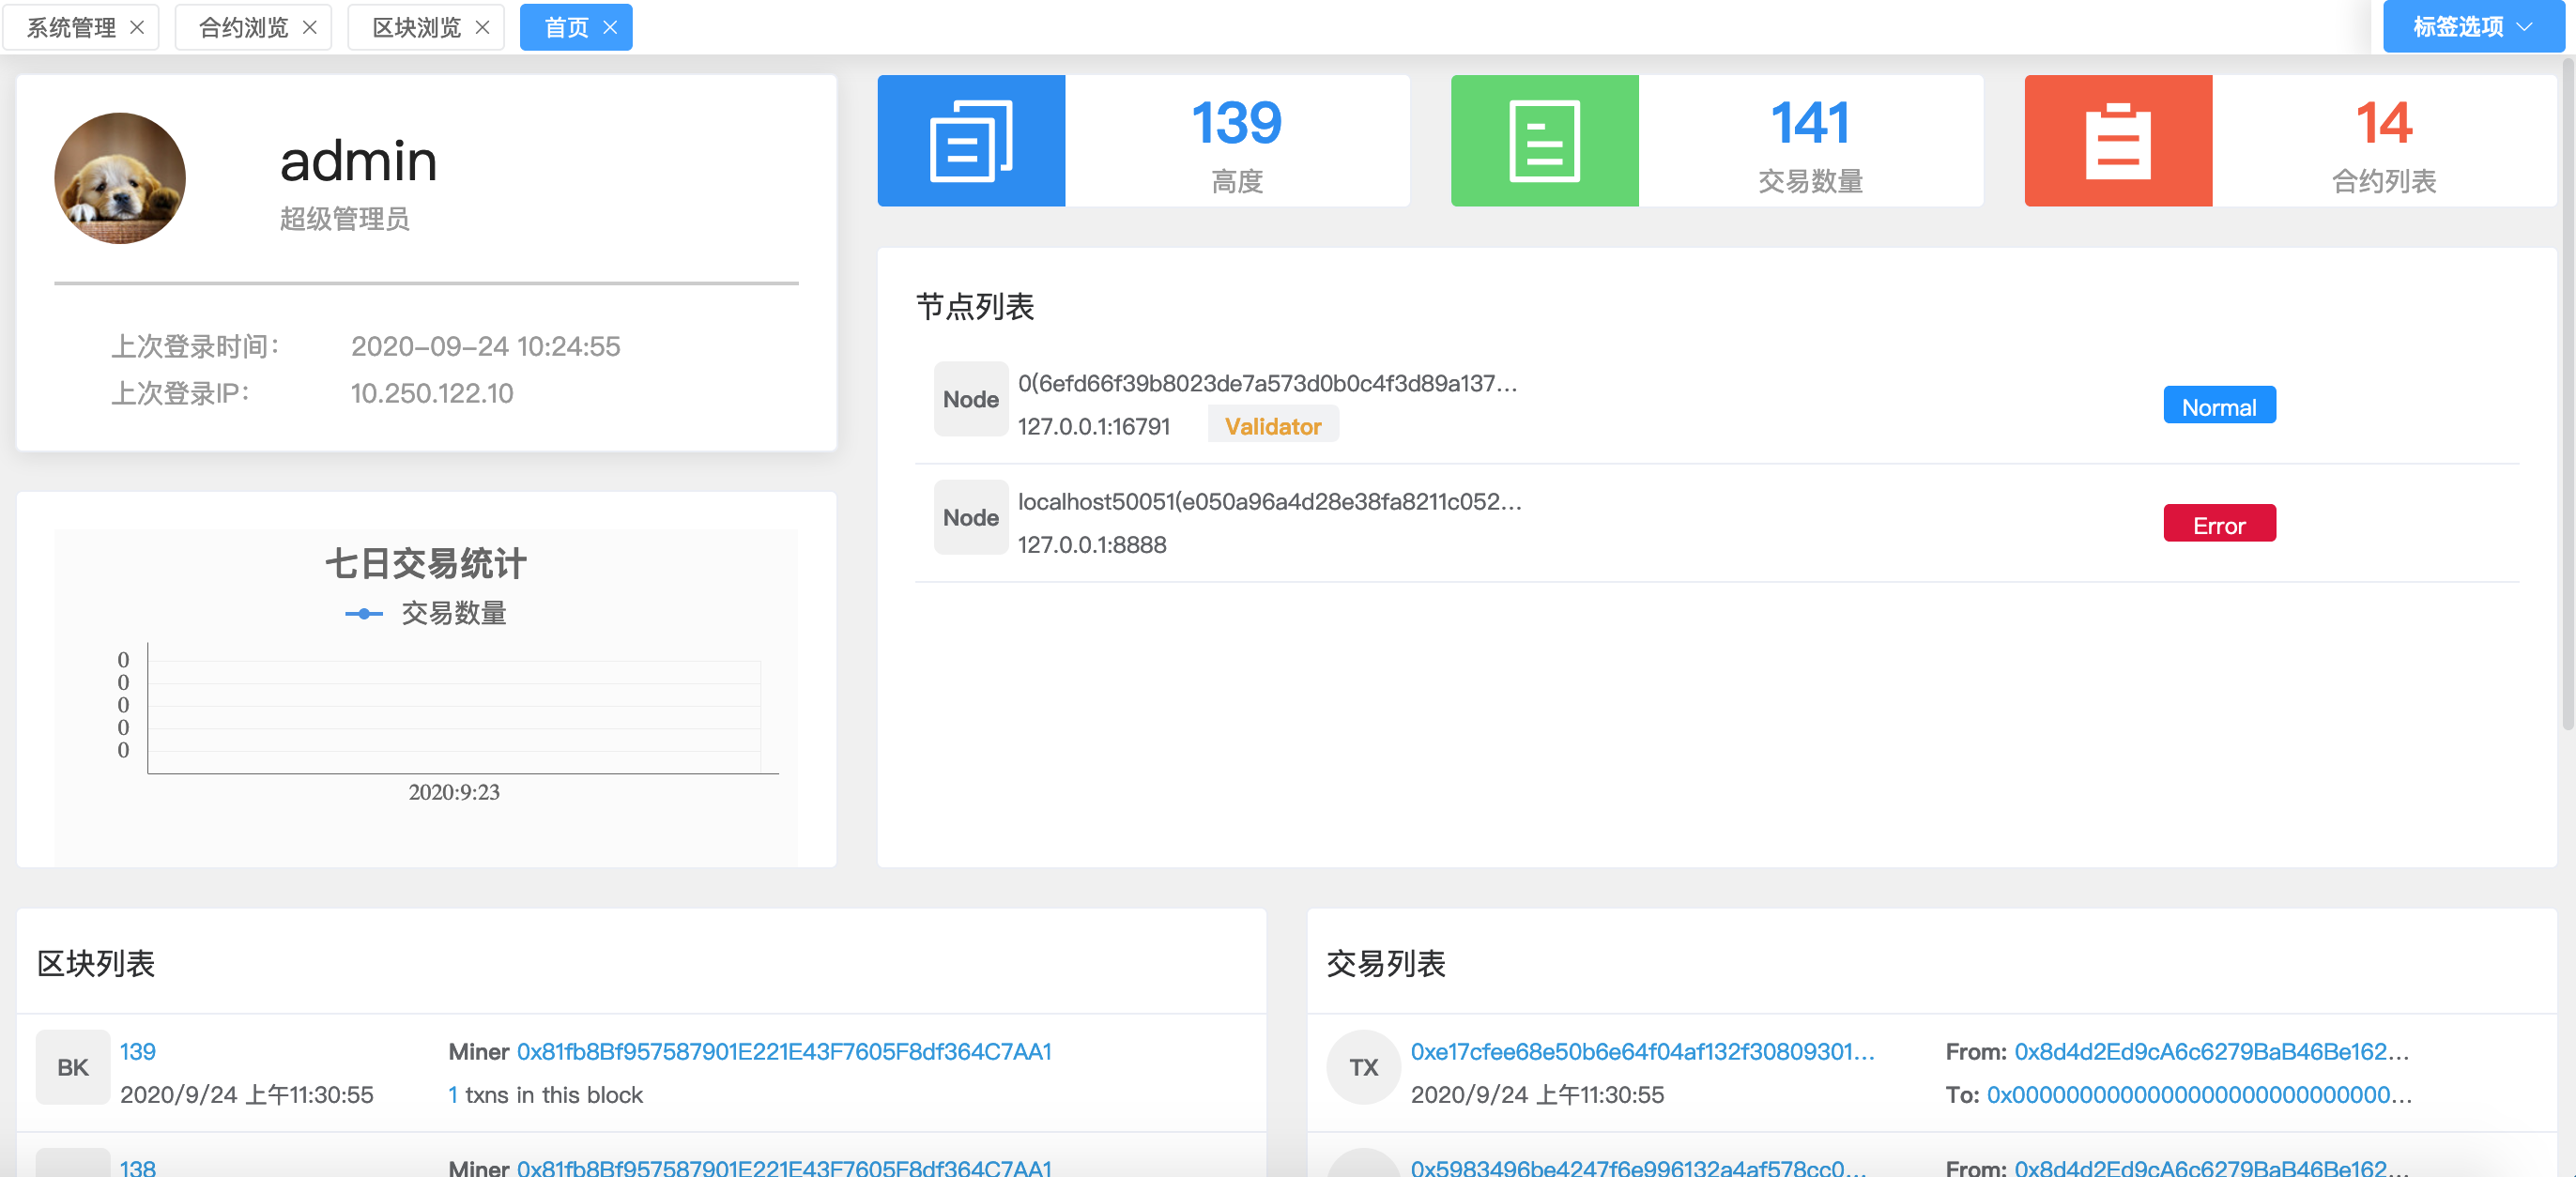 系统管理
合约浏览
区块浏览
首页
标签选项
admin
超级管理员
上次登录时间: 2020-09-24 10:24:55
上次登录IP: 10.250.122.10
139
高度
141
交易数量
14
合约列表
节点列表
Node
0(6efd66f39b8023de7a573d0b0c4f3d89a137...
127.0.0.1:16791
Validator
Normal
Node
localhost50051(e050a96a4d28e38fa8211c052...
127.0.0.1:8888
Error
七日交易统计
交易数量
0
0
0
0
0
2020:9:23
区块列表
BK
139
Miner 0x81fb8Bf957587901E221E43F7605F8df364C7AA1
2020/9/24 上午11:30:55
1 txns in this block
138
Miner 0x81fb8Bf957587901E221E43F7605F8df364C7AA1
交易列表
TX
0xe17cfee68e50b6e64f04af132f30809301...
From: 0x8d4d2Ed9cA6c6279BaB46Be162...
2020/9/24 上午11:30:55
To: 0x0000000000000000000000000000...
0x5983496be4247f6e996132a4af578cc0...
From: 0x8d4d2Ed9cA6c6279BaB46Be162...